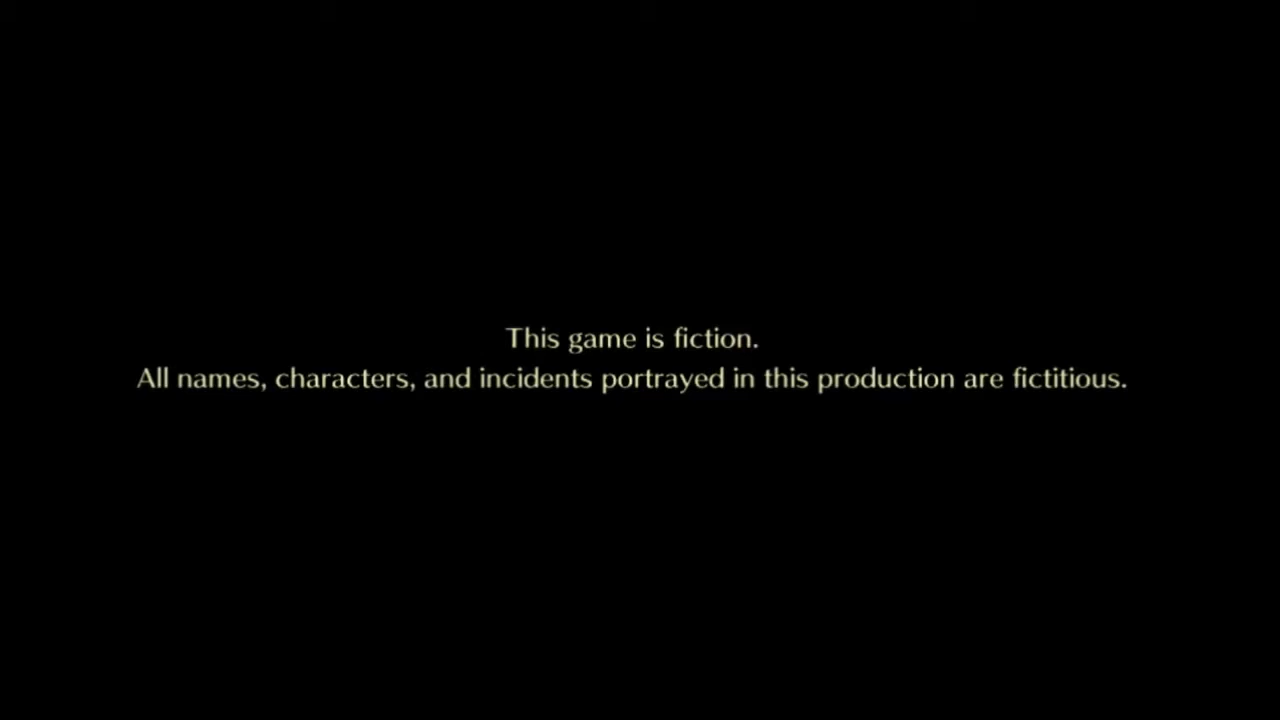 This game is fiction.
All names, characters, and incidents portrayed in this production are fictitious.